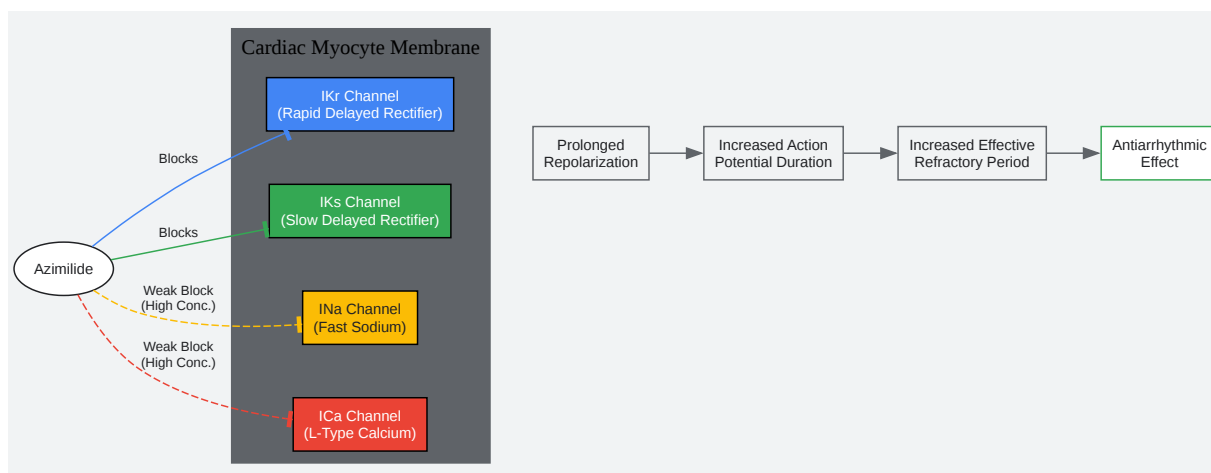 Cardiac Myocyte Membrane
IKr Channel
(Rapid Delayed Rectifier)
Blocks
IKs Channel
(Slow Delayed Rectifier)
Blocks
Azimilide
Weak Block
(High Conc.)
INa Channel
(Fast Sodium)
Weak Block
(High Conc.)
ICa Channel
(L-Type Calcium)
Prolonged
Repolarization
Increased Action
Potential Duration
Increased Effective
Refractory Period
Antiarrhythmic
Effect